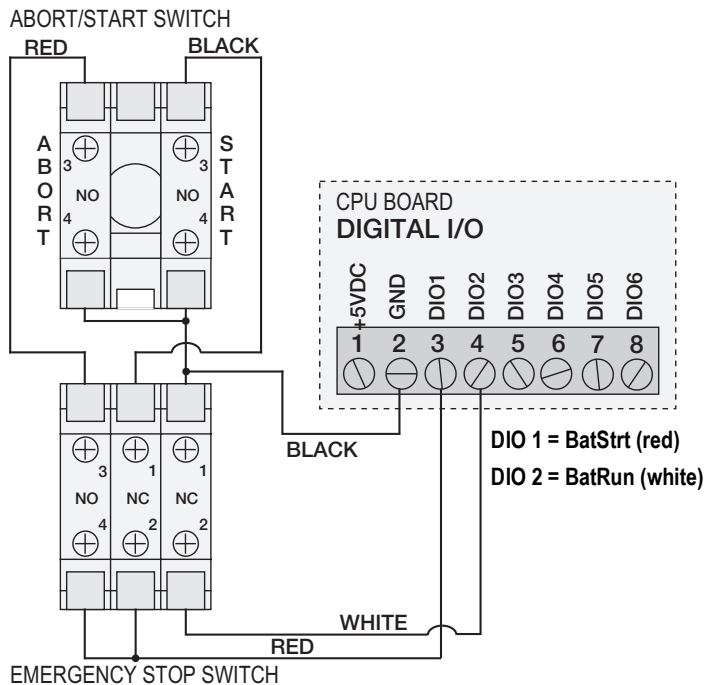 ABORT/START SWITCH
RED
BLACK
ABORT
START
3
NO
4
3
NO
4
CPU BOARD
DIGITAL I/O
+5VDC
GND
DIO1
DIO2
DIO3
DIO4
DIO5
DIO6
1 2 3 4 5 6 7 8
BLACK
DIO 1 = BatStrt (red)
DIO 2 = BatRun (white)
3 1 1
NO NC NC
4 2 2
WHITE
RED
EMERGENCY STOP SWITCH